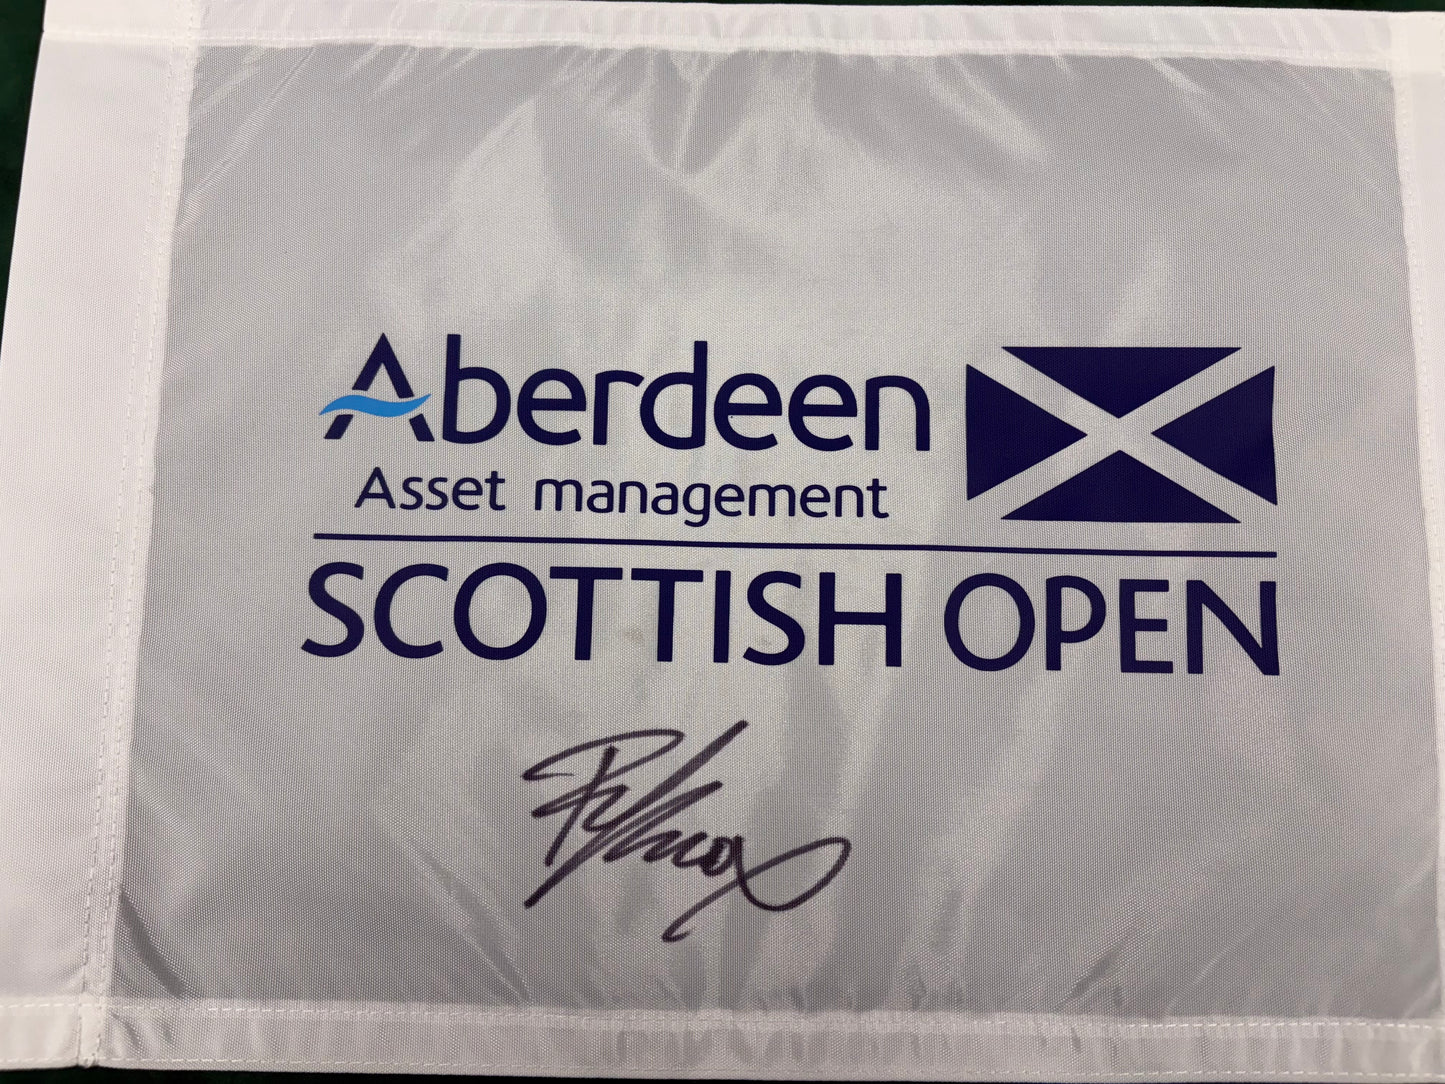 Aberdeen
Asset management
SCOTTISH OPEN